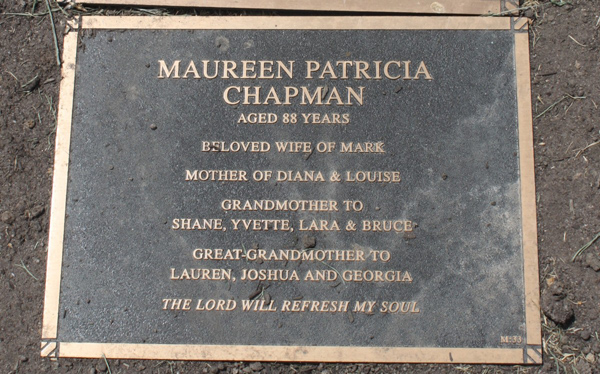 MAUREEN PATRICIA
CHAPMAN
AGED 88 YEARS
BELOVED WIFE OF MARK
MOTHER OF DIANA & LOUISE
GRANDMOTHER TO
SHANE, YVETTE, LARA & BRUCE
GREAT-GRANDMOTHER TO
LAUREN, JOSHUA AND GEORGIA
THE LORD WILL REFRESH MY SOUL